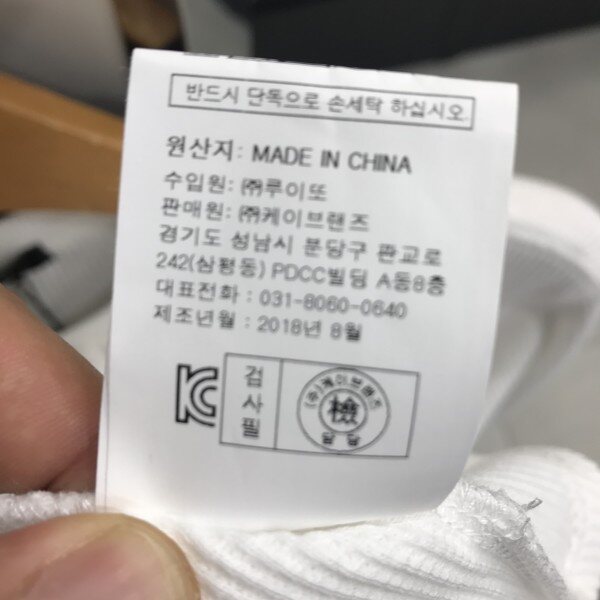 반드시 단독으로 손세탁 하십시오.
원산지: MADE IN CHINA
수입원: ㈜루이또
판매원: ㈜케이브랜즈
경기도 성남시 분당구 판교로
242(삼평동) PDCC빌딩 A동8층
대표전화 : 031-8060-0640
제조년월 : 2018년 8월
KC
검사필
(주)케이브랜즈
檢